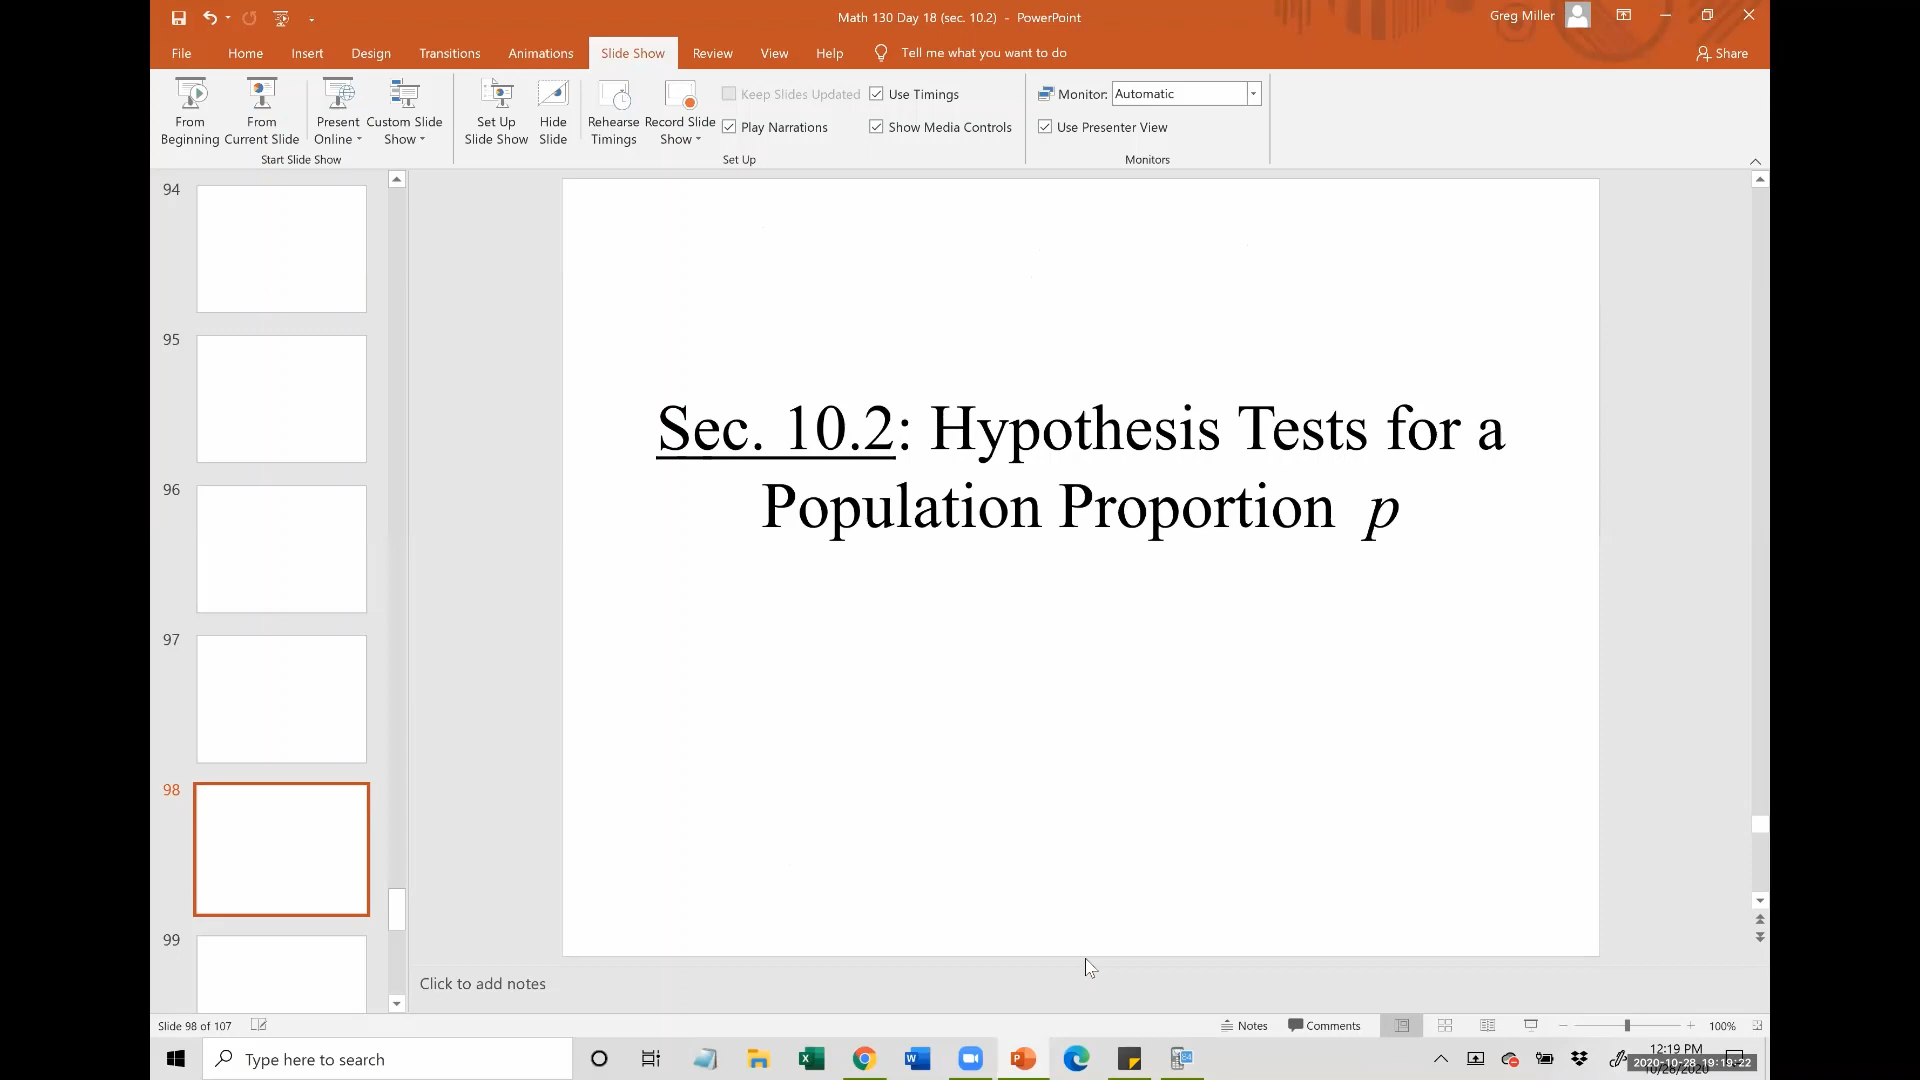 Math 130 Day 18 (sec. 10.2) - PowerPoint
Greg Miller
File Home Insert Design Transitions Animations Slide Show Review View Help Tell me what you want to do
Share
From Beginning
From Current Slide
Present Online
Custom Slide Show
Start Slide Show
Set Up Slide Show
Hide Slide
Rehearse Timings
Record Slide Show
Keep Slides Updated
Play Narrations
Use Timings
Show Media Controls
Set Up
Monitor: Automatic
Use Presenter View
Monitors
94
95
96
97
98
99
Sec. 10.2: Hypothesis Tests for a
Population Proportion p
Click to add notes
Slide 98 of 107
Notes
Comments
100%
Type here to search
12:19 PM
2020-10-28 19:19:22